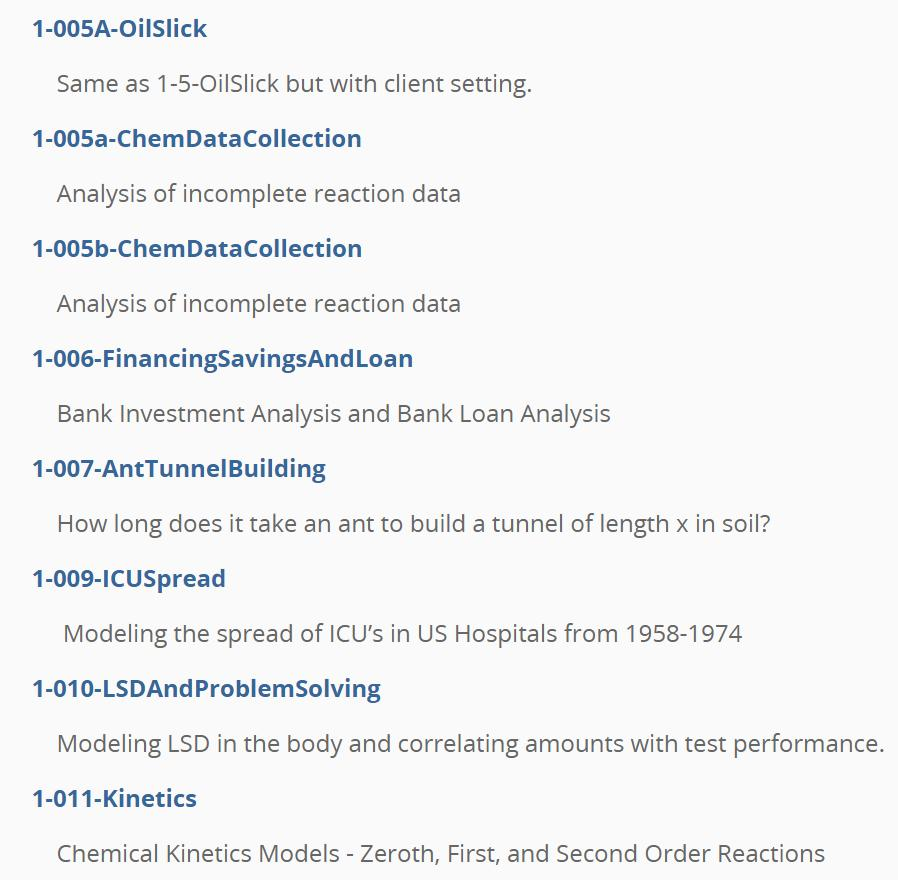 1-005A-OilSlick
Same as 1-5-OilSlick but with client setting.
1-005a-ChemDataCollection
Analysis of incomplete reaction data
1-005b-ChemDataCollection
Analysis of incomplete reaction data
1-006-FinancingSavingsAndLoan
Bank Investment Analysis and Bank Loan Analysis
1-007-AntTunnelBuilding
How long does it take an ant to build a tunnel of length x in soil?
1-009-ICUSpread
Modeling the spread of ICU’s in US Hospitals from 1958-1974
1-010-LSDAndProblemSolving
Modeling LSD in the body and correlating amounts with test performance.
1-011-Kinetics
Chemical Kinetics Models - Zeroth, First, and Second Order Reactions